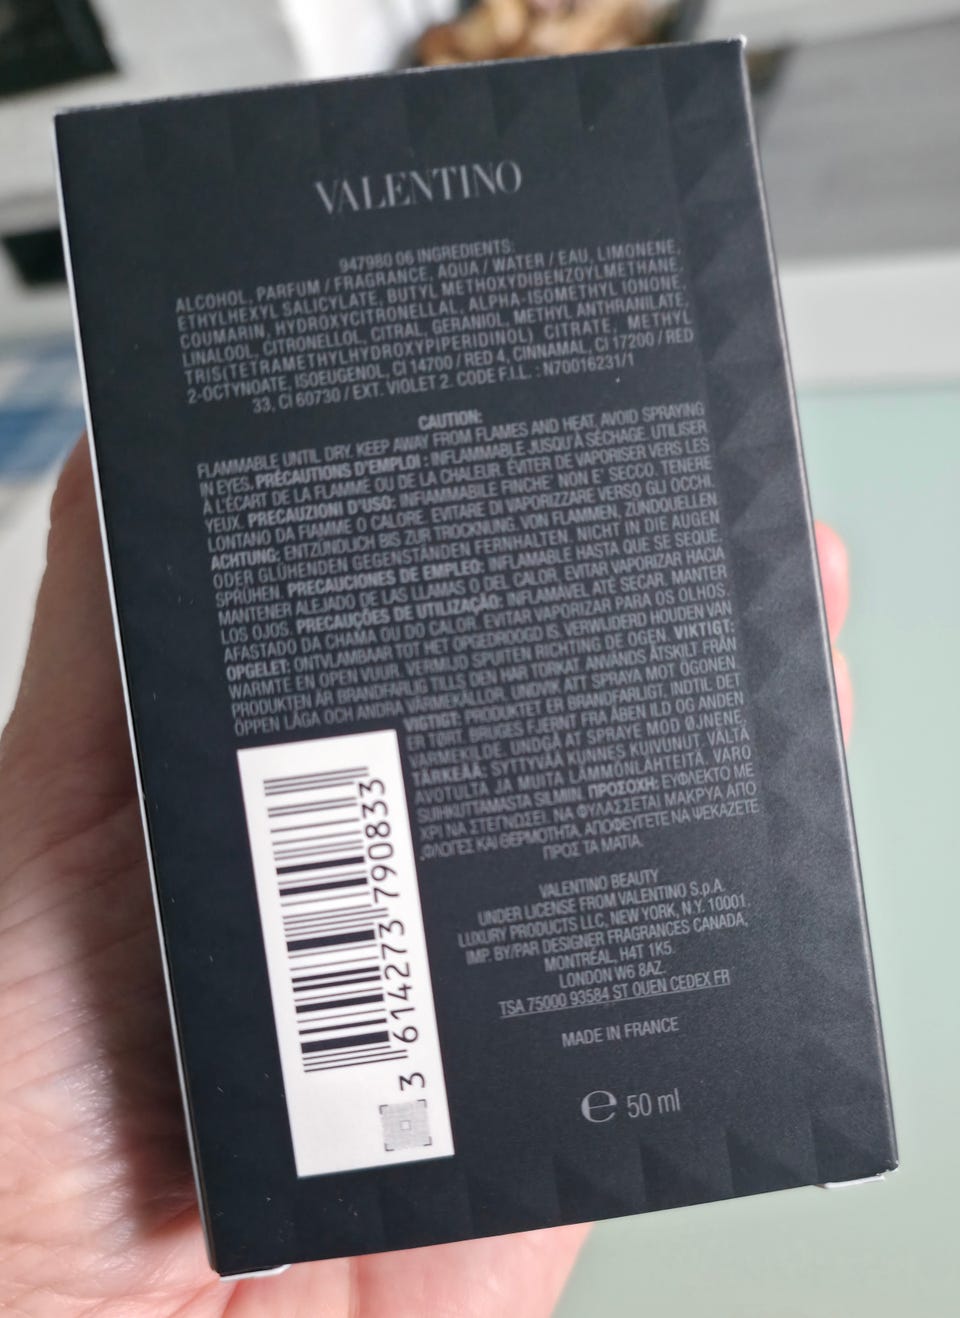 VALENTINO
947980 06 INGREDIENTS:
ALCOHOL, PARFUM / FRAGRANCE, AQUA / WATER / EAU, LIMONENE,
ETHYLHEXYL SALICYLATE, BUTYL METHOXYDIBENZOYLMETHANE,
COUMARIN, HYDROXYCITRONELLAL, ALPHA-ISOMETHYL IONONE,
LINALOOL, CITRONELLOL, CITRAL, GERANIOL, METHYL ANTHRANILATE,
TRIS(TETRAMETHYLHYDROXYPIPERIDINOL) CITRATE, METHYL
2-OCTYNOATE, ISOEUGENOL, CI 14700 / RED 4, CINNAMAL, CI 17200 / RED
33, CI 60730 / EXT. VIOLET 2. CODE F.I.L. : N70016231/1
CAUTION:
FLAMMABLE UNTIL DRY. KEEP AWAY FROM FLAMES AND HEAT, AVOID SPRAYING
IN EYES. PRÉCAUTIONS D'EMPLOI : INFLAMMABLE JUSQU'À SÉCHAGE. UTILISER
À L'ÉCART DE LA FLAMME OU DE LA CHALEUR. ÉVITER DE VAPORISER VERS LES
YEUX. PRECAUZIONI D'USO: INFIAMMABILE FINCHE' NON E' SECCO. TENERE
LONTANO DA FIAMME O CALORE. EVITARE DI VAPORIZZARE VERSO GLI OCCHI.
ACHTUNG: ENTZÜNDLICH BIS ZUR TROCKNUNG. VON FLAMMEN, ZÜNDQUELLEN
ODER GLÜHENDEN GEGENSTÄNDEN FERNHALTEN. NICHT IN DIE AUGEN
SPRÜHEN. PRECAUCIONES DE EMPLEO: INFLAMABLE HASTA QUE SE SEQUE.
MANTENER ALEJADO DE LAS LLAMAS O DEL CALOR. EVITAR VAPORIZAR HACIA
LOS OJOS. PRECAUÇÕES DE UTILIZAÇÃO: INFLAMÁVEL ATÉ SECAR. MANTER
AFASTADO DA CHAMA OU DO CALOR. EVITAR VAPORIZAR PARA OS OLHOS.
OPGELET: ONTVLAMBAAR TOT HET OPGEDROOGD IS. VERWIJDERD HOUDEN VAN
WARMTE EN OPEN VUUR. VERMIJD SPUITEN RICHTING DE OGEN. VIKTIGT:
PRODUKTEN ÄR BRANDFARLIG TILLS DEN HAR TORKAT. ANVÄNDS ÅTSKILT FRÅN
ÖPPEN LÅGA OCH ANDRA VÄRMEKÄLLOR. UNDVIK ATT SPRAYA MOT ÖGONEN.
VIGTIGT: PRODUKTET ER BRANDFARLIGT, INDTIL DET
ER TØRT. BRUGES FJERNT FRA ÅBEN ILD OG ANDEN
VARMEKILDE. UNDGÅ AT SPRAYE MOD ØJNENE.
TÄRKEÄÄ: SYTTYVÄÄ KUNNES KUIVUNUT. VÄLTÄ
AVOTULTA JA MUITA LÄMMÖNLÄHTEITÄ. VARO
SUIHKUTTAMASTA SILMIIN. ΠΡΟΣΟΧΗ: ΕΥΦΛΕΚΤΟ ΜΕ
ΧΡΙ ΝΑ ΣΤΕΓΝΩΣΕΙ. ΝΑ ΦΥΛΑΣΣΕΤΑΙ ΜΑΚΡΥΑ ΑΠΟ
ΦΛΟΓΕΣ ΚΑΙ ΘΕΡΜΟΤΗΤΑ. ΑΠΟΦΕΥΓΕΤΕ ΝΑ ΨΕΚΑΖΕΤΕ
ΠΡΟΣ ΤΑ ΜΑΤΙΑ.
3 614273 790833
VALENTINO BEAUTY
UNDER LICENSE FROM VALENTINO S.p.A.
LUXURY PRODUCTS LLC, NEW YORK, N.Y. 10001.
IMP. BY/PAR DESIGNER FRAGRANCES CANADA,
MONTRÉAL, H4T 1K5.
LONDON W6 8AZ.
TSA 75000 93584 ST OUEN CEDEX FR
MADE IN FRANCE
℮ 50 ml